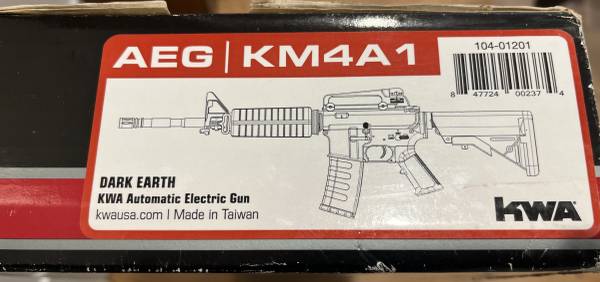 AEG | KM4A1
104-01201
8 47724 00237 4
DARK EARTH
KWA Automatic Electric Gun
kwausa.com | Made in Taiwan
KWA